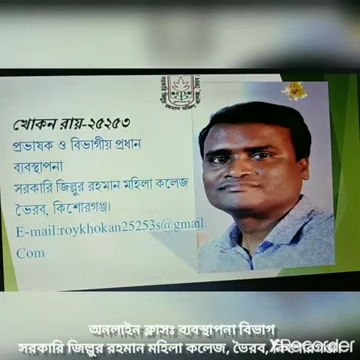 খোকন রায়-২৫২৫৩
প্রভাষক ও বিভাগীয় প্রধান
ব্যবস্থাপনা
সরকারি জিল্লুর রহমান মহিলা কলেজ
ভৈরব, কিশোরগঞ্জ।
E-mail:roykhokan25253s@gmail.
Com
অনলাইন ক্লাসঃ ব্যবস্থাপনা বিভাগ
সরকারি জিল্লুর রহমান মহিলা কলেজ, ভৈরব, কিশোরগঞ্জ।
XRecorder